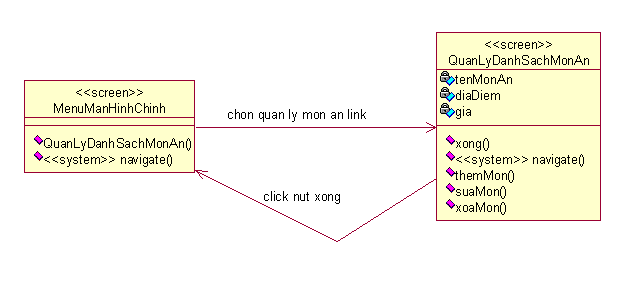 <<screen>>
MenuManHinhChinh
QuanLyDanhSachMonAn()
<<system>> navigate()
chon quan ly mon an link
click nut xong
<<screen>>
QuanLyDanhSachMonAn
tenMonAn
diaDiem
gia
xong()
<<system>> navigate()
themMon()
suaMon()
xoaMon()